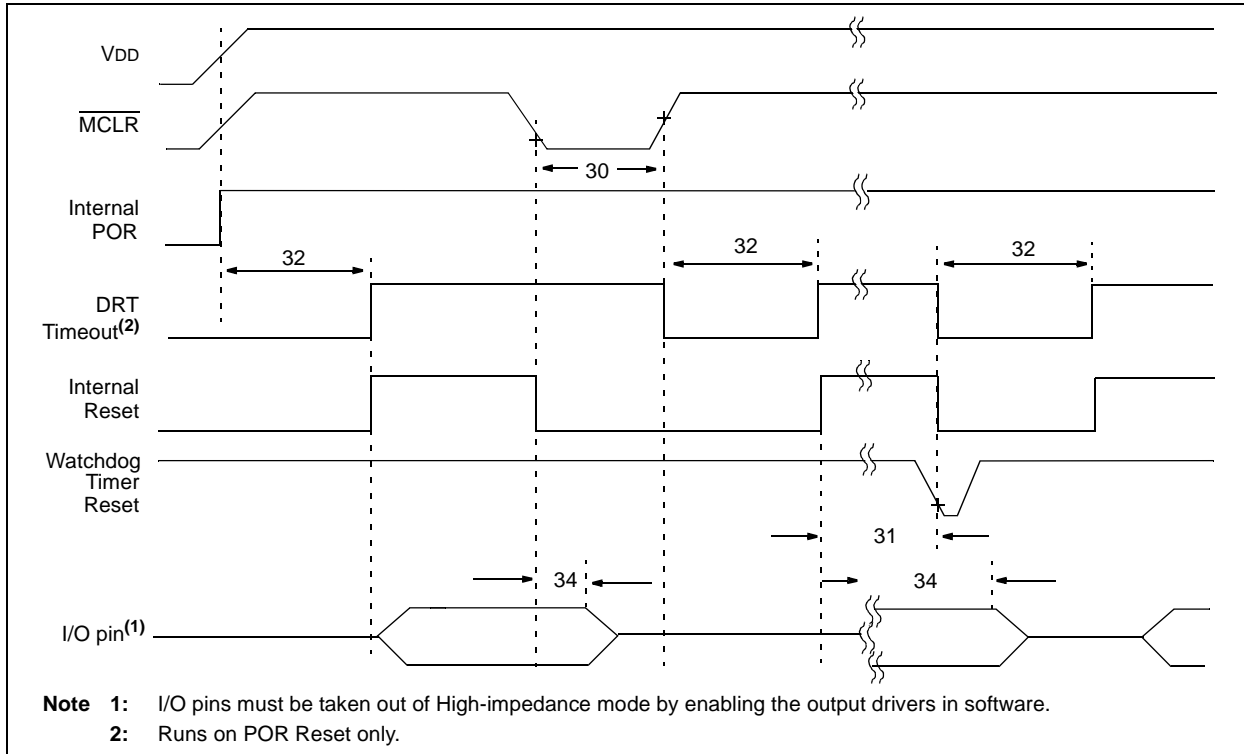 VDD
MCLR
30
Internal
POR
32
32
32
DRT
Timeout(2)
Internal
Reset
Watchdog
Timer
Reset
31
34
34
I/O pin(1)
Note 1: I/O pins must be taken out of High-impedance mode by enabling the output drivers in software.
2: Runs on POR Reset only.